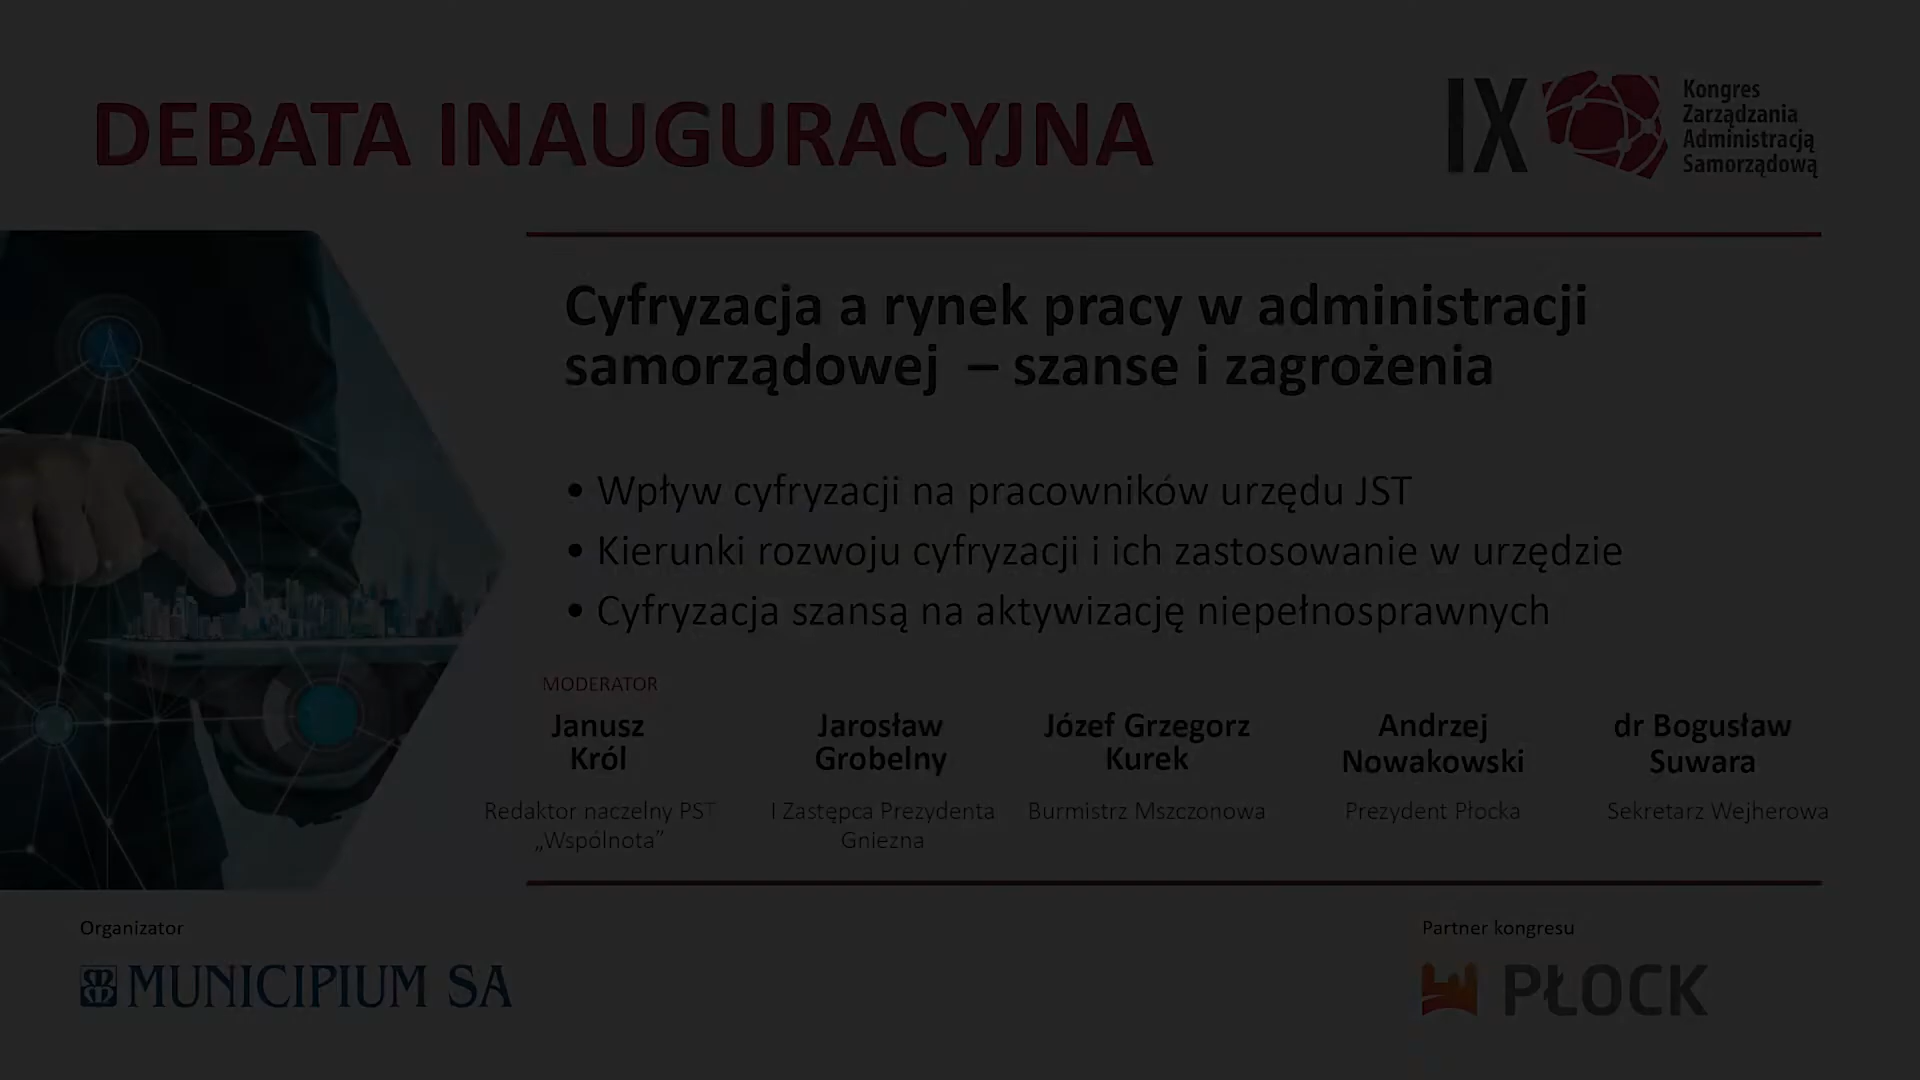 DEBATA INAUGURACYJNA
IX
Kongres
Zarządzania
Administracją
Samorządową
Cyfryzacja a rynek pracy w administracji
samorządowej – szanse i zagrożenia
• Wpływ cyfryzacji na pracowników urzędu JST
• Kierunki rozwoju cyfryzacji i ich zastosowanie w urzędzie
• Cyfryzacja szansą na aktywizację niepełnosprawnych
MODERATOR
Janusz
Król
Redaktor naczelny PST
„Wspólnota”
Jarosław
Grobelny
I Zastępca Prezydenta
Gniezna
Józef Grzegorz
Kurek
Burmistrz Mszczonowa
Andrzej
Nowakowski
Prezydent Płocka
dr Bogusław
Suwara
Sekretarz Wejherowa
Organizator
MUNICIPIUM SA
Partner kongresu
PŁOCK